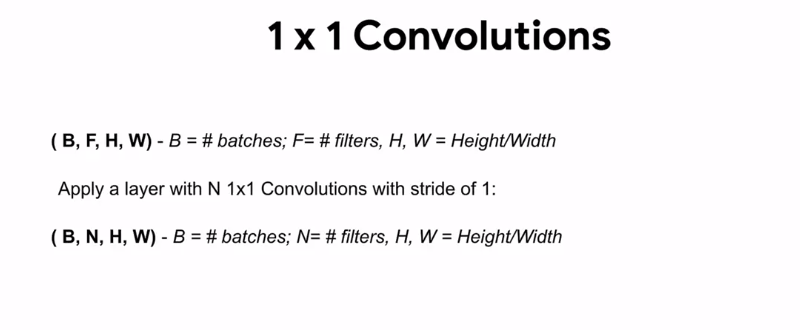 1 x 1 Convolutions
( B, F, H, W) - B = # batches; F= # filters, H, W = Height/Width
Apply a layer with N 1x1 Convolutions with stride of 1:
( B, N, H, W) - B = # batches; N= # filters, H, W = Height/Width